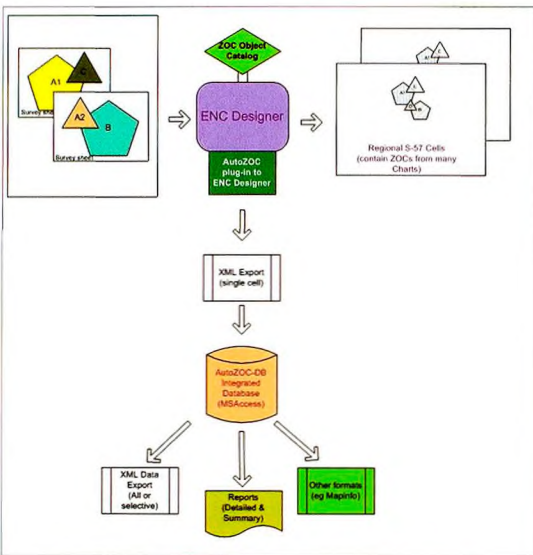 ZOC Object
Catalog
A1
C
Survey sheet
A2
B
Survey sheet
ENC Designer
AutoZOC
plug-in to
ENC Designer
A1
C
Regional S-57 Cells
(contain ZOCs from many
Charts)
XML Export
(single cell)
AutoZOC-DB
Integrated
Database
(MSAccess)
XML Data
Export
(All or
selective)
Reports
(Detailed &
Summary)
Other formats
(eg Mapinfo)